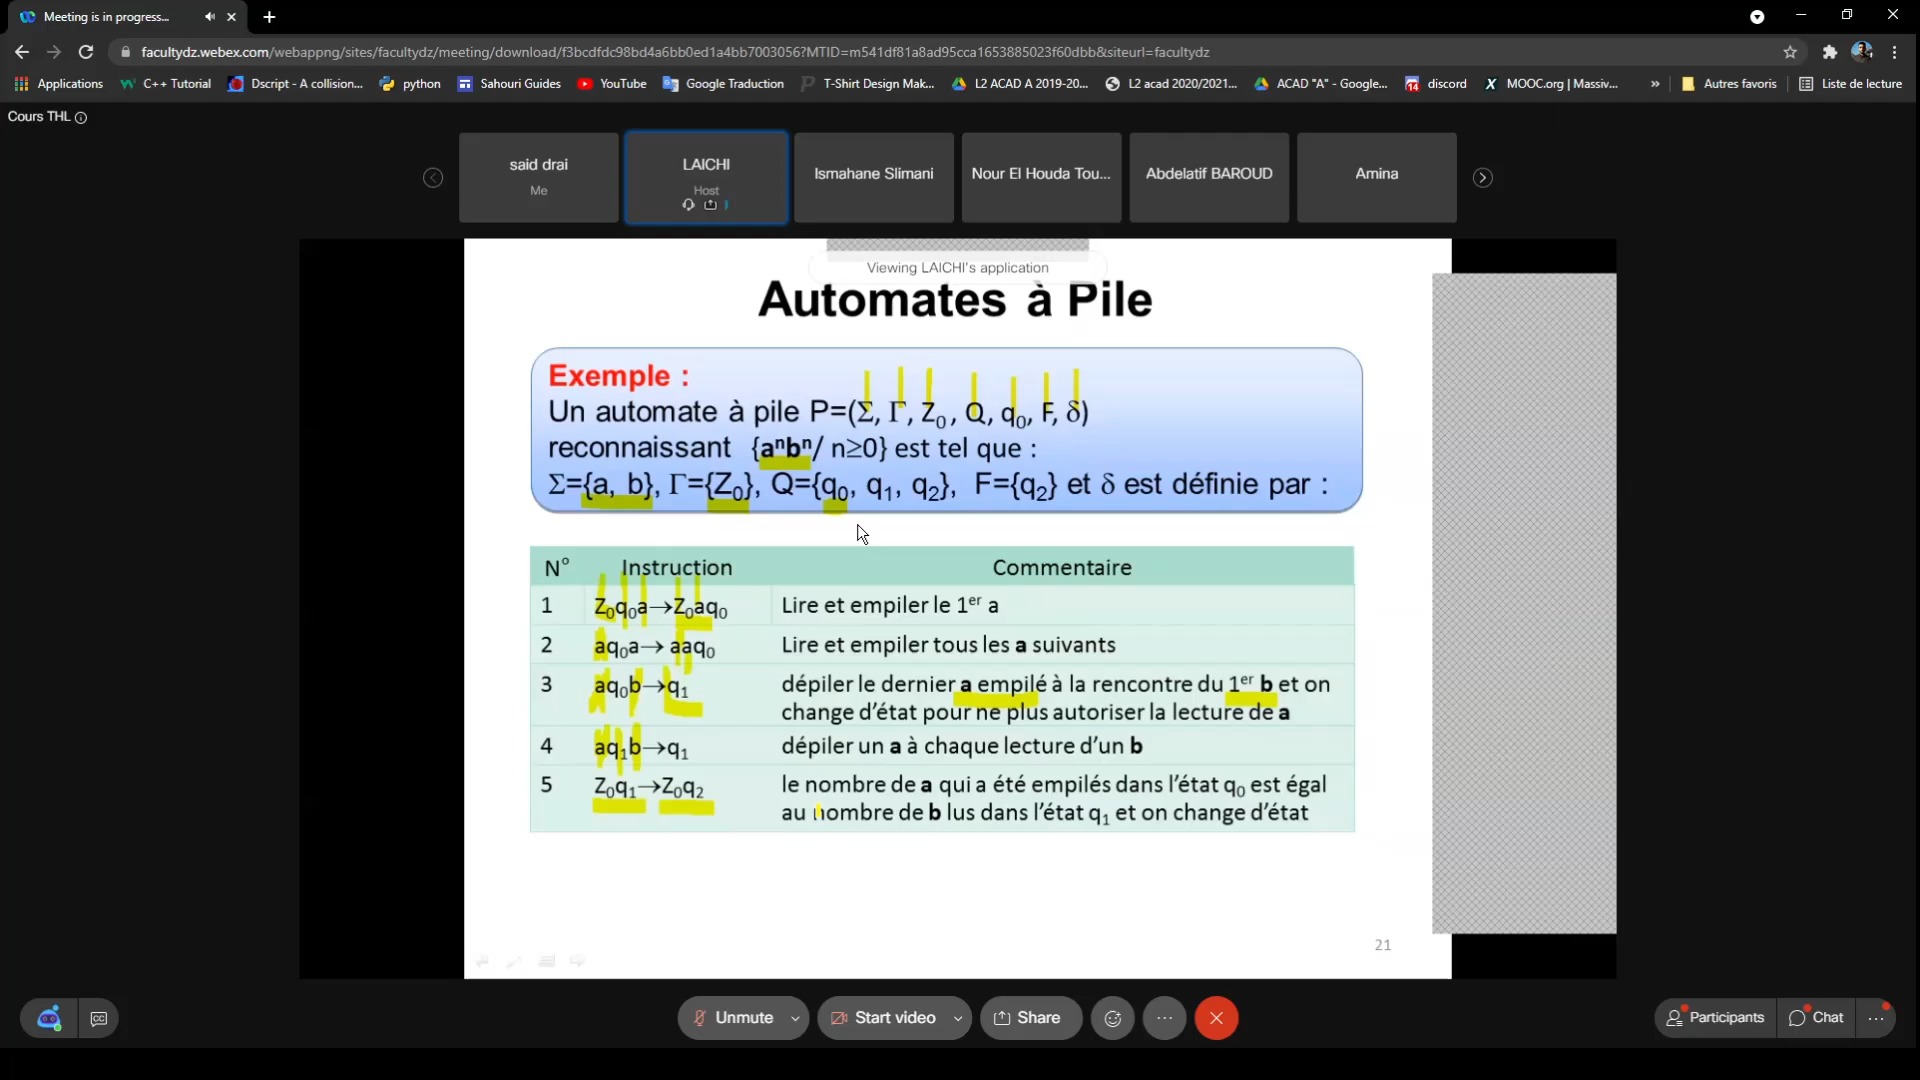 Meeting is in progress...
facultydz.webex.com/webappng/sites/facultydz/meeting/download/f3bcdfdc98bd4a6bb0ed1a4bb7003056?MTID=m541df81a8ad95cca1653885023f60dbb&siteurl=facultydz
Applications C++ Tutorial Dscript - A collision... python Sahouri Guides YouTube Google Traduction T-Shirt Design Mak... L2 ACAD A 2019-20... L2 acad 2020/2021... ACAD "A" - Google... 14 discord MOOC.org | Massiv... » Autres favoris Liste de lecture
Cours THL
said drai
Me
LAICHI
Host
Ismahane Slimani
Nour El Houda Tou...
Abdelatif BAROUD
Amina
Viewing LAICHI's application
Automates à Pile
Exemple :
Un automate à pile P=(Σ, Γ, Z₀, Q, q₀, F, δ)
reconnaissant {aⁿbⁿ/ n≥0} est tel que :
Σ={a, b}, Γ={Z₀}, Q={q₀, q₁, q₂}, F={q₂} et δ est définie par :
N° Instruction Commentaire
1 Z₀q₀a→Z₀aq₀ Lire et empiler le 1ᵉʳ a
2 aq₀a→ aaq₀ Lire et empiler tous les a suivants
3 aq₀b→q₁ dépiler le dernier a empilé à la rencontre du 1ᵉʳ b et on
change d'état pour ne plus autoriser la lecture de a
4 aq₁b→q₁ dépiler un a à chaque lecture d'un b
5 Z₀q₁→Z₀q₂ le nombre de a qui a été empilés dans l'état q₀ est égal
au nombre de b lus dans l'état q₁ et on change d'état
21
CC
Unmute
Start video
Share
Participants
Chat